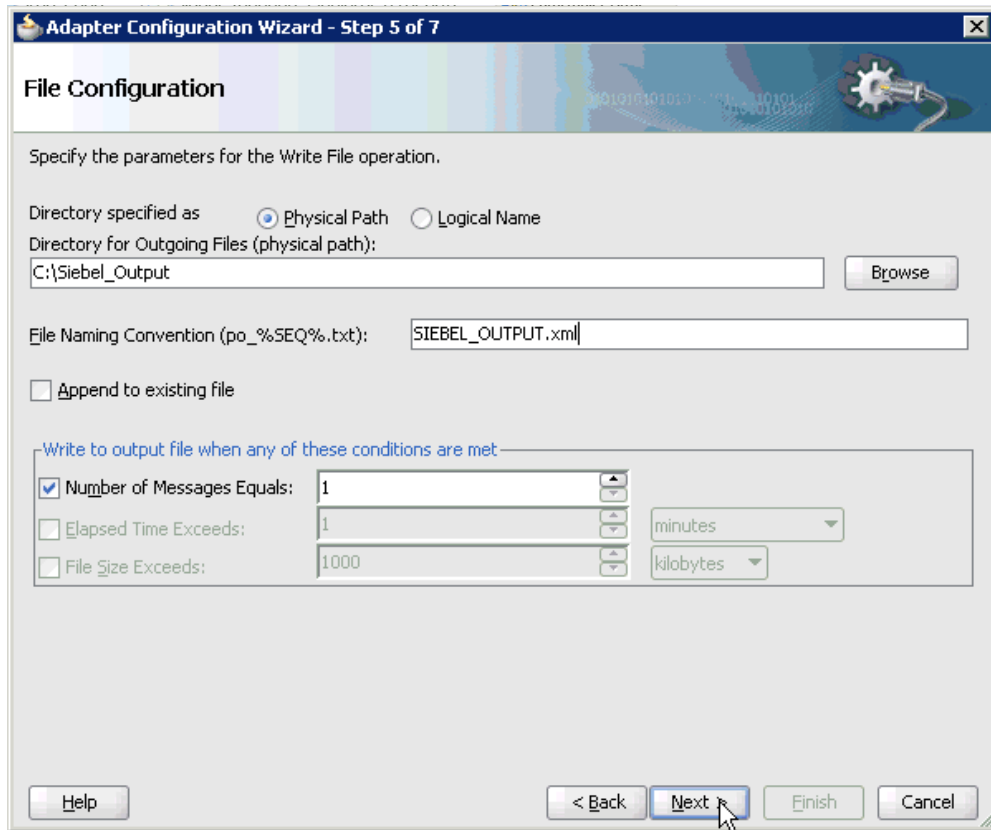 Adapter Configuration Wizard - Step 5 of 7
File Configuration
Specify the parameters for the Write File operation.
Directory specified as Physical Path Logical Name
Directory for Outgoing Files (physical path):
C:\Siebel_Output Browse
File Naming Convention (po_%SEQ%.txt): SIEBEL_OUTPUT.xml
Append to existing file
Write to output file when any of these conditions are met
Number of Messages Equals: 1
Elapsed Time Exceeds: 1 minutes
File Size Exceeds: 1000 kilobytes
Help < Back Next > Finish Cancel